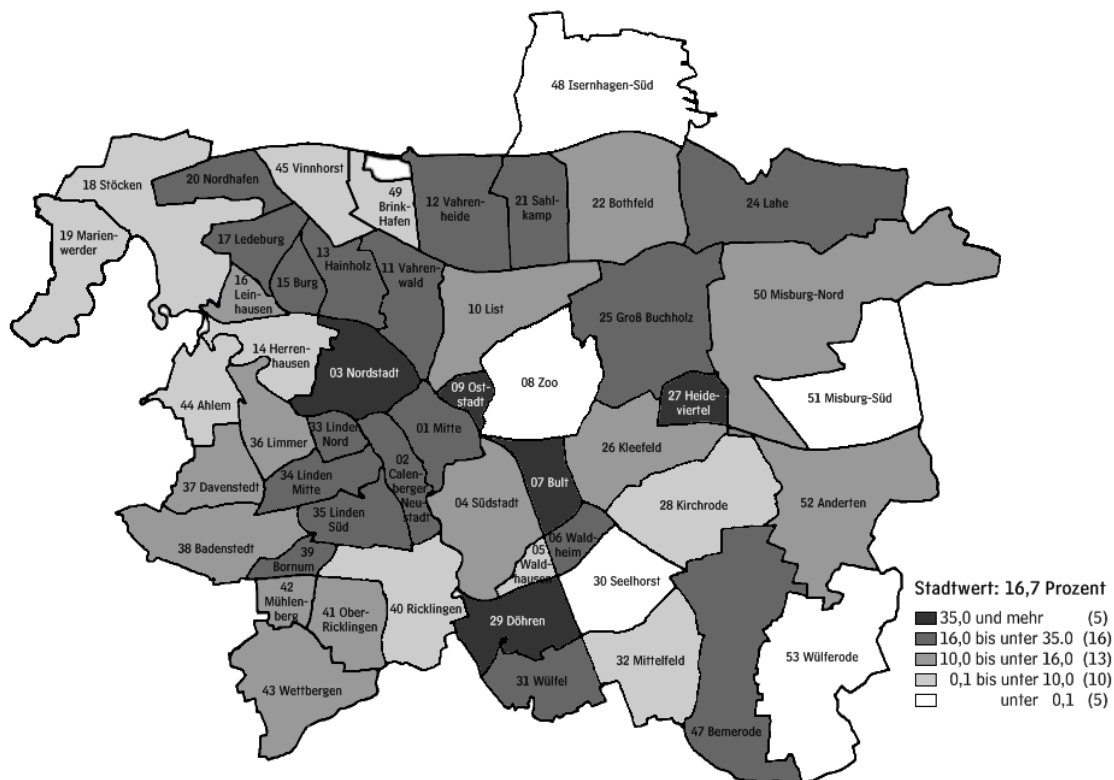 48 Isernhagen-Süd
18 Stöcken
20 Nordhafen
45 Vinnhorst
49
Brink-
Hafen
12 Vahren-
heide
21 Sahl-
kamp
22 Bothfeld
24 Lahe
19 Marien-
werder
17 Ledeburg
13
Hainholz
11 Vahren-
wald
15 Burg
16
Lein-
hausen
10 List
25 Groß Buchholz
50 Misburg-Nord
14 Herren-
hausen
03 Nordstadt
09 Ost-
stadt
08 Zoo
27 Heide-
viertel
51 Misburg-Süd
44 Ahlem
36 Limmer
33 Linden
Nord
01 Mitte
02
Calen-
berger
Neu-
stadt
26 Kleefeld
37 Davenstedt
34 Linden
Mitte
07 Bult
04 Südstadt
28 Kirchrode
52 Anderten
35 Linden
Süd
38 Badenstedt
39
Bornum
06 Wald-
heim
05
Wald-
hausen
30 Seelhorst
42
Mühlen-
berg
41 Ober-
Ricklingen
40 Ricklingen
29 Döhren
32 Mittelfeld
53 Wülferode
31 Wülfel
43 Wettbergen
47 Bemerode
Stadtwert: 16,7 Prozent
35,0 und mehr (5)
16,0 bis unter 35.0 (16)
10,0 bis unter 16,0 (13)
0,1 bis unter 10,0 (10)
unter 0,1 (5)